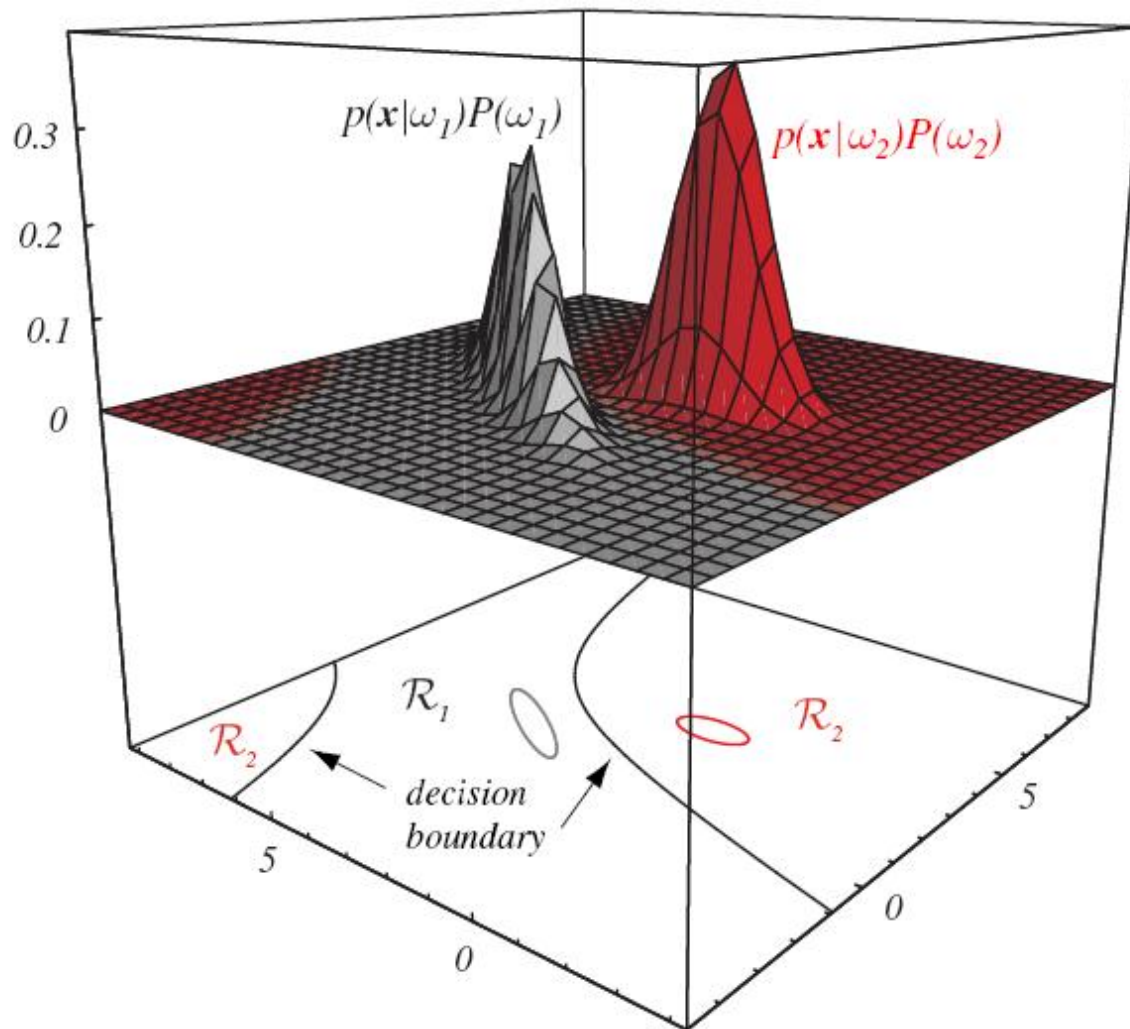 0.3
p(x|ω₁)P(ω₁)
p(x|ω₂)P(ω₂)
0.2
0.1
0
R₁
R₂
R₂
decision
boundary
5
5
0
0